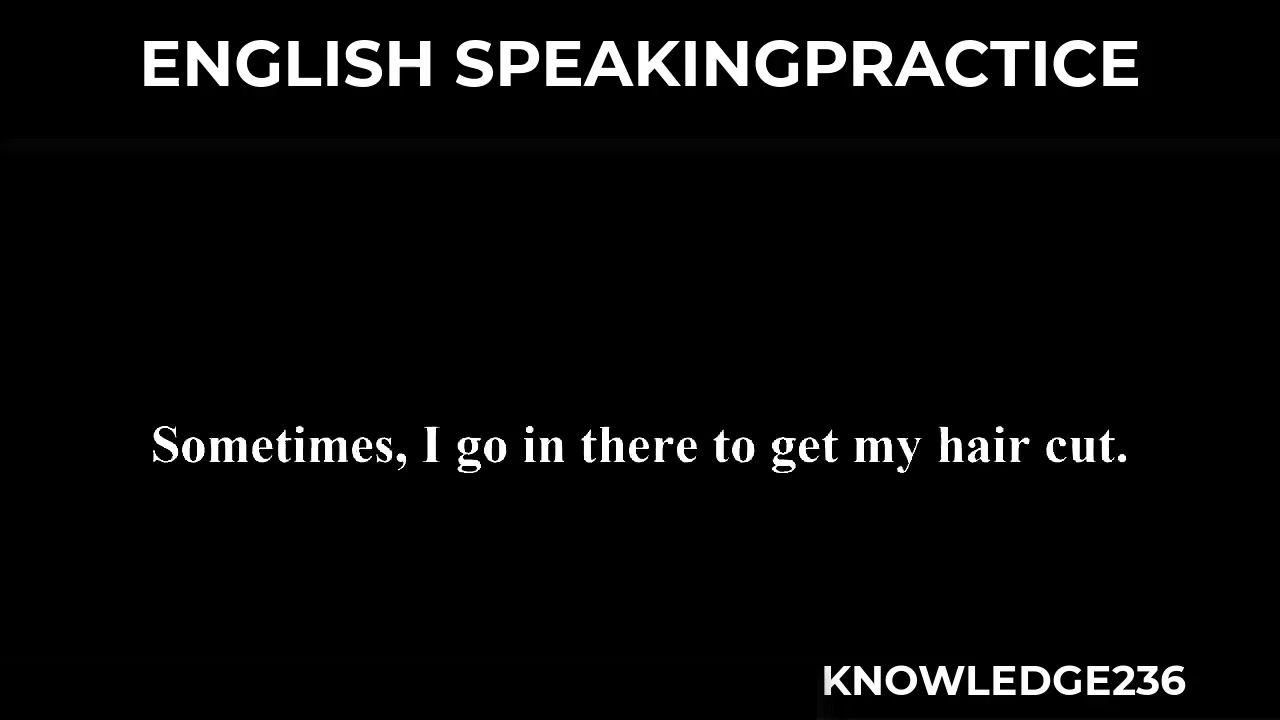 ENGLISH SPEAKINGPRACTICE
Sometimes, I go in there to get my hair cut.
KNOWLEDGE236